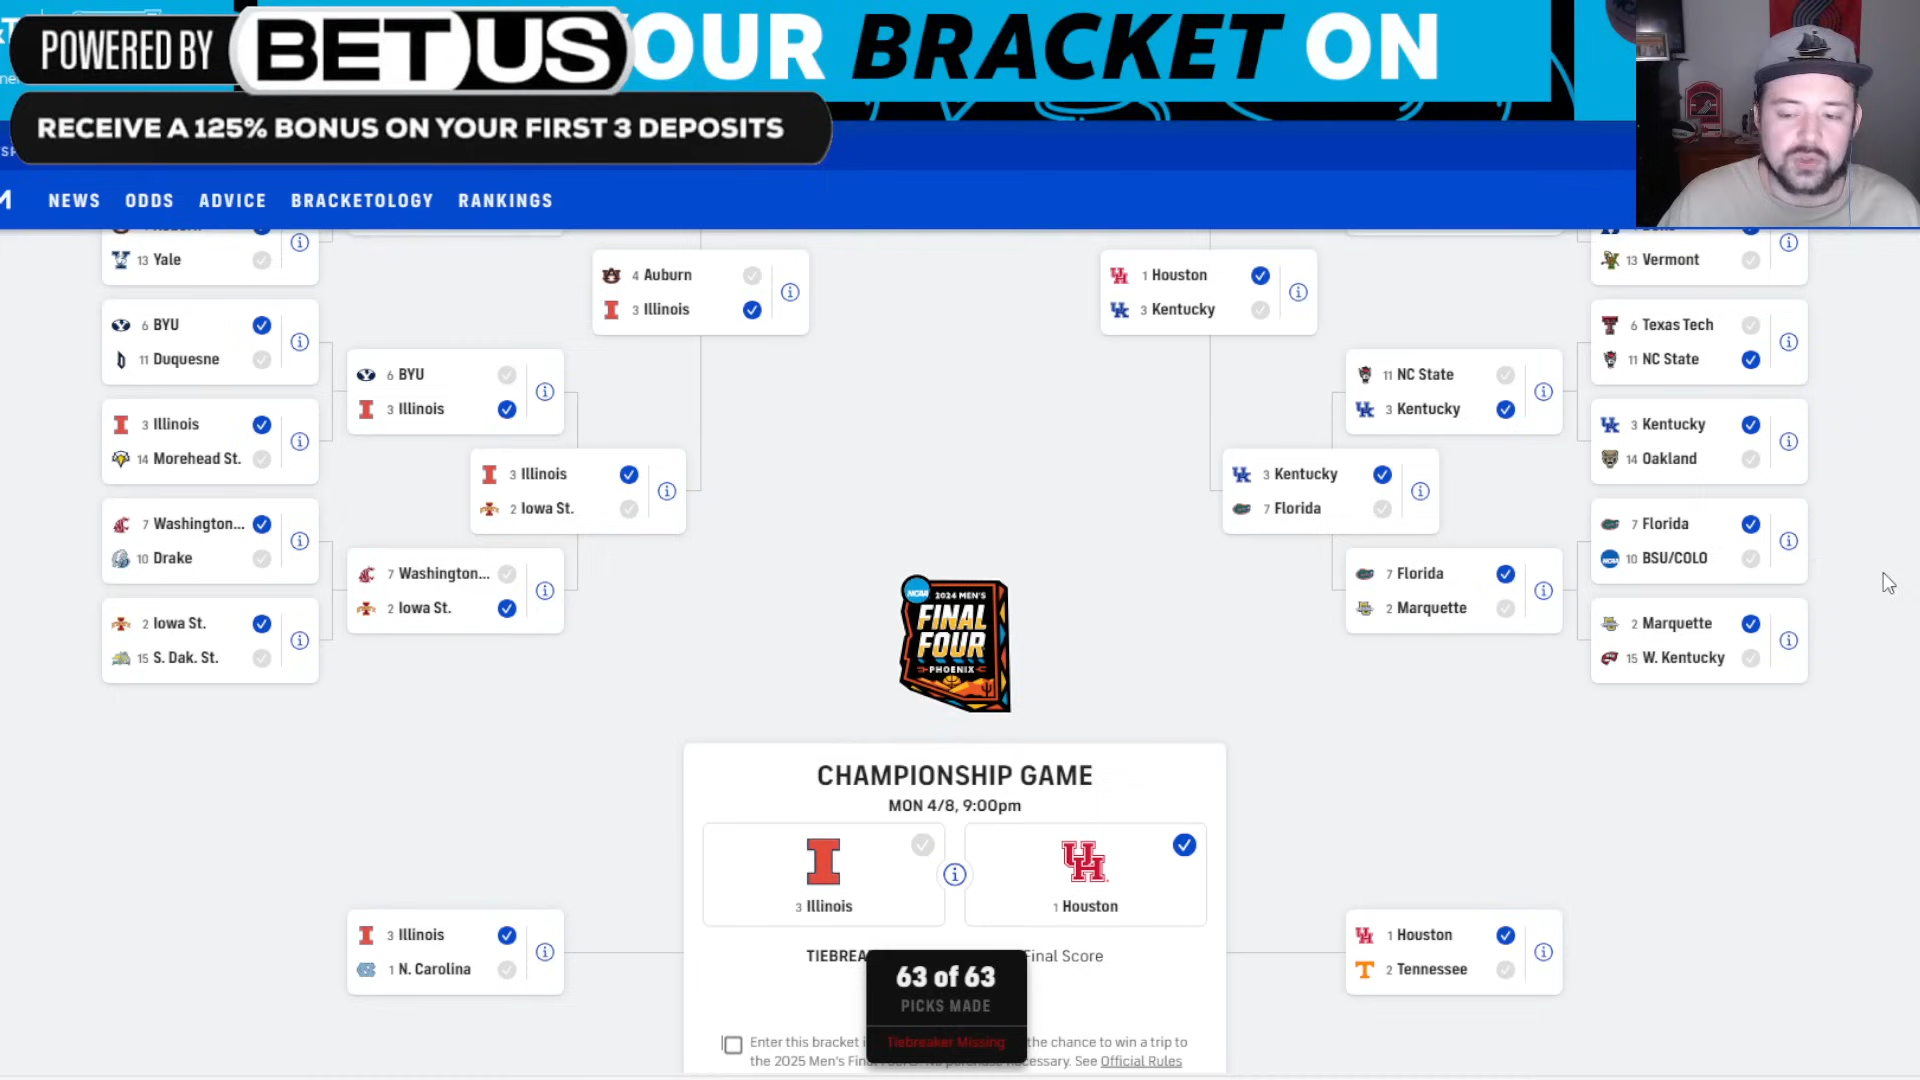 POWERED BY BETUS
OUR BRACKET ON
RECEIVE A 125% BONUS ON YOUR FIRST 3 DEPOSITS
NEWS ODDS ADVICE BRACKETOLOGY RANKINGS
13 Yale
6 BYU
11 Duquesne
3 Illinois
14 Morehead St.
7 Washington...
10 Drake
2 Iowa St.
15 S. Dak. St.
6 BYU
3 Illinois
7 Washington...
2 Iowa St.
3 Illinois
2 Iowa St.
4 Auburn
3 Illinois
1 Houston
3 Kentucky
3 Kentucky
7 Florida
11 NC State
3 Kentucky
7 Florida
2 Marquette
13 Vermont
6 Texas Tech
11 NC State
3 Kentucky
14 Oakland
7 Florida
NCAA
10 BSU/COLO
2 Marquette
15 W. Kentucky
NCAA
2024 MEN'S
FINAL
FOUR
PHOENIX
CHAMPIONSHIP GAME
MON 4/8, 9:00pm
3 Illinois
1 Houston
3 Illinois
1 N. Carolina
1 Houston
2 Tennessee
TIEBREA Final Score
63 of 63
PICKS MADE
Tiebreaker Missing
Enter this bracket i the chance to win a trip to
the 2025 Men's Fin essary. See Official Rules